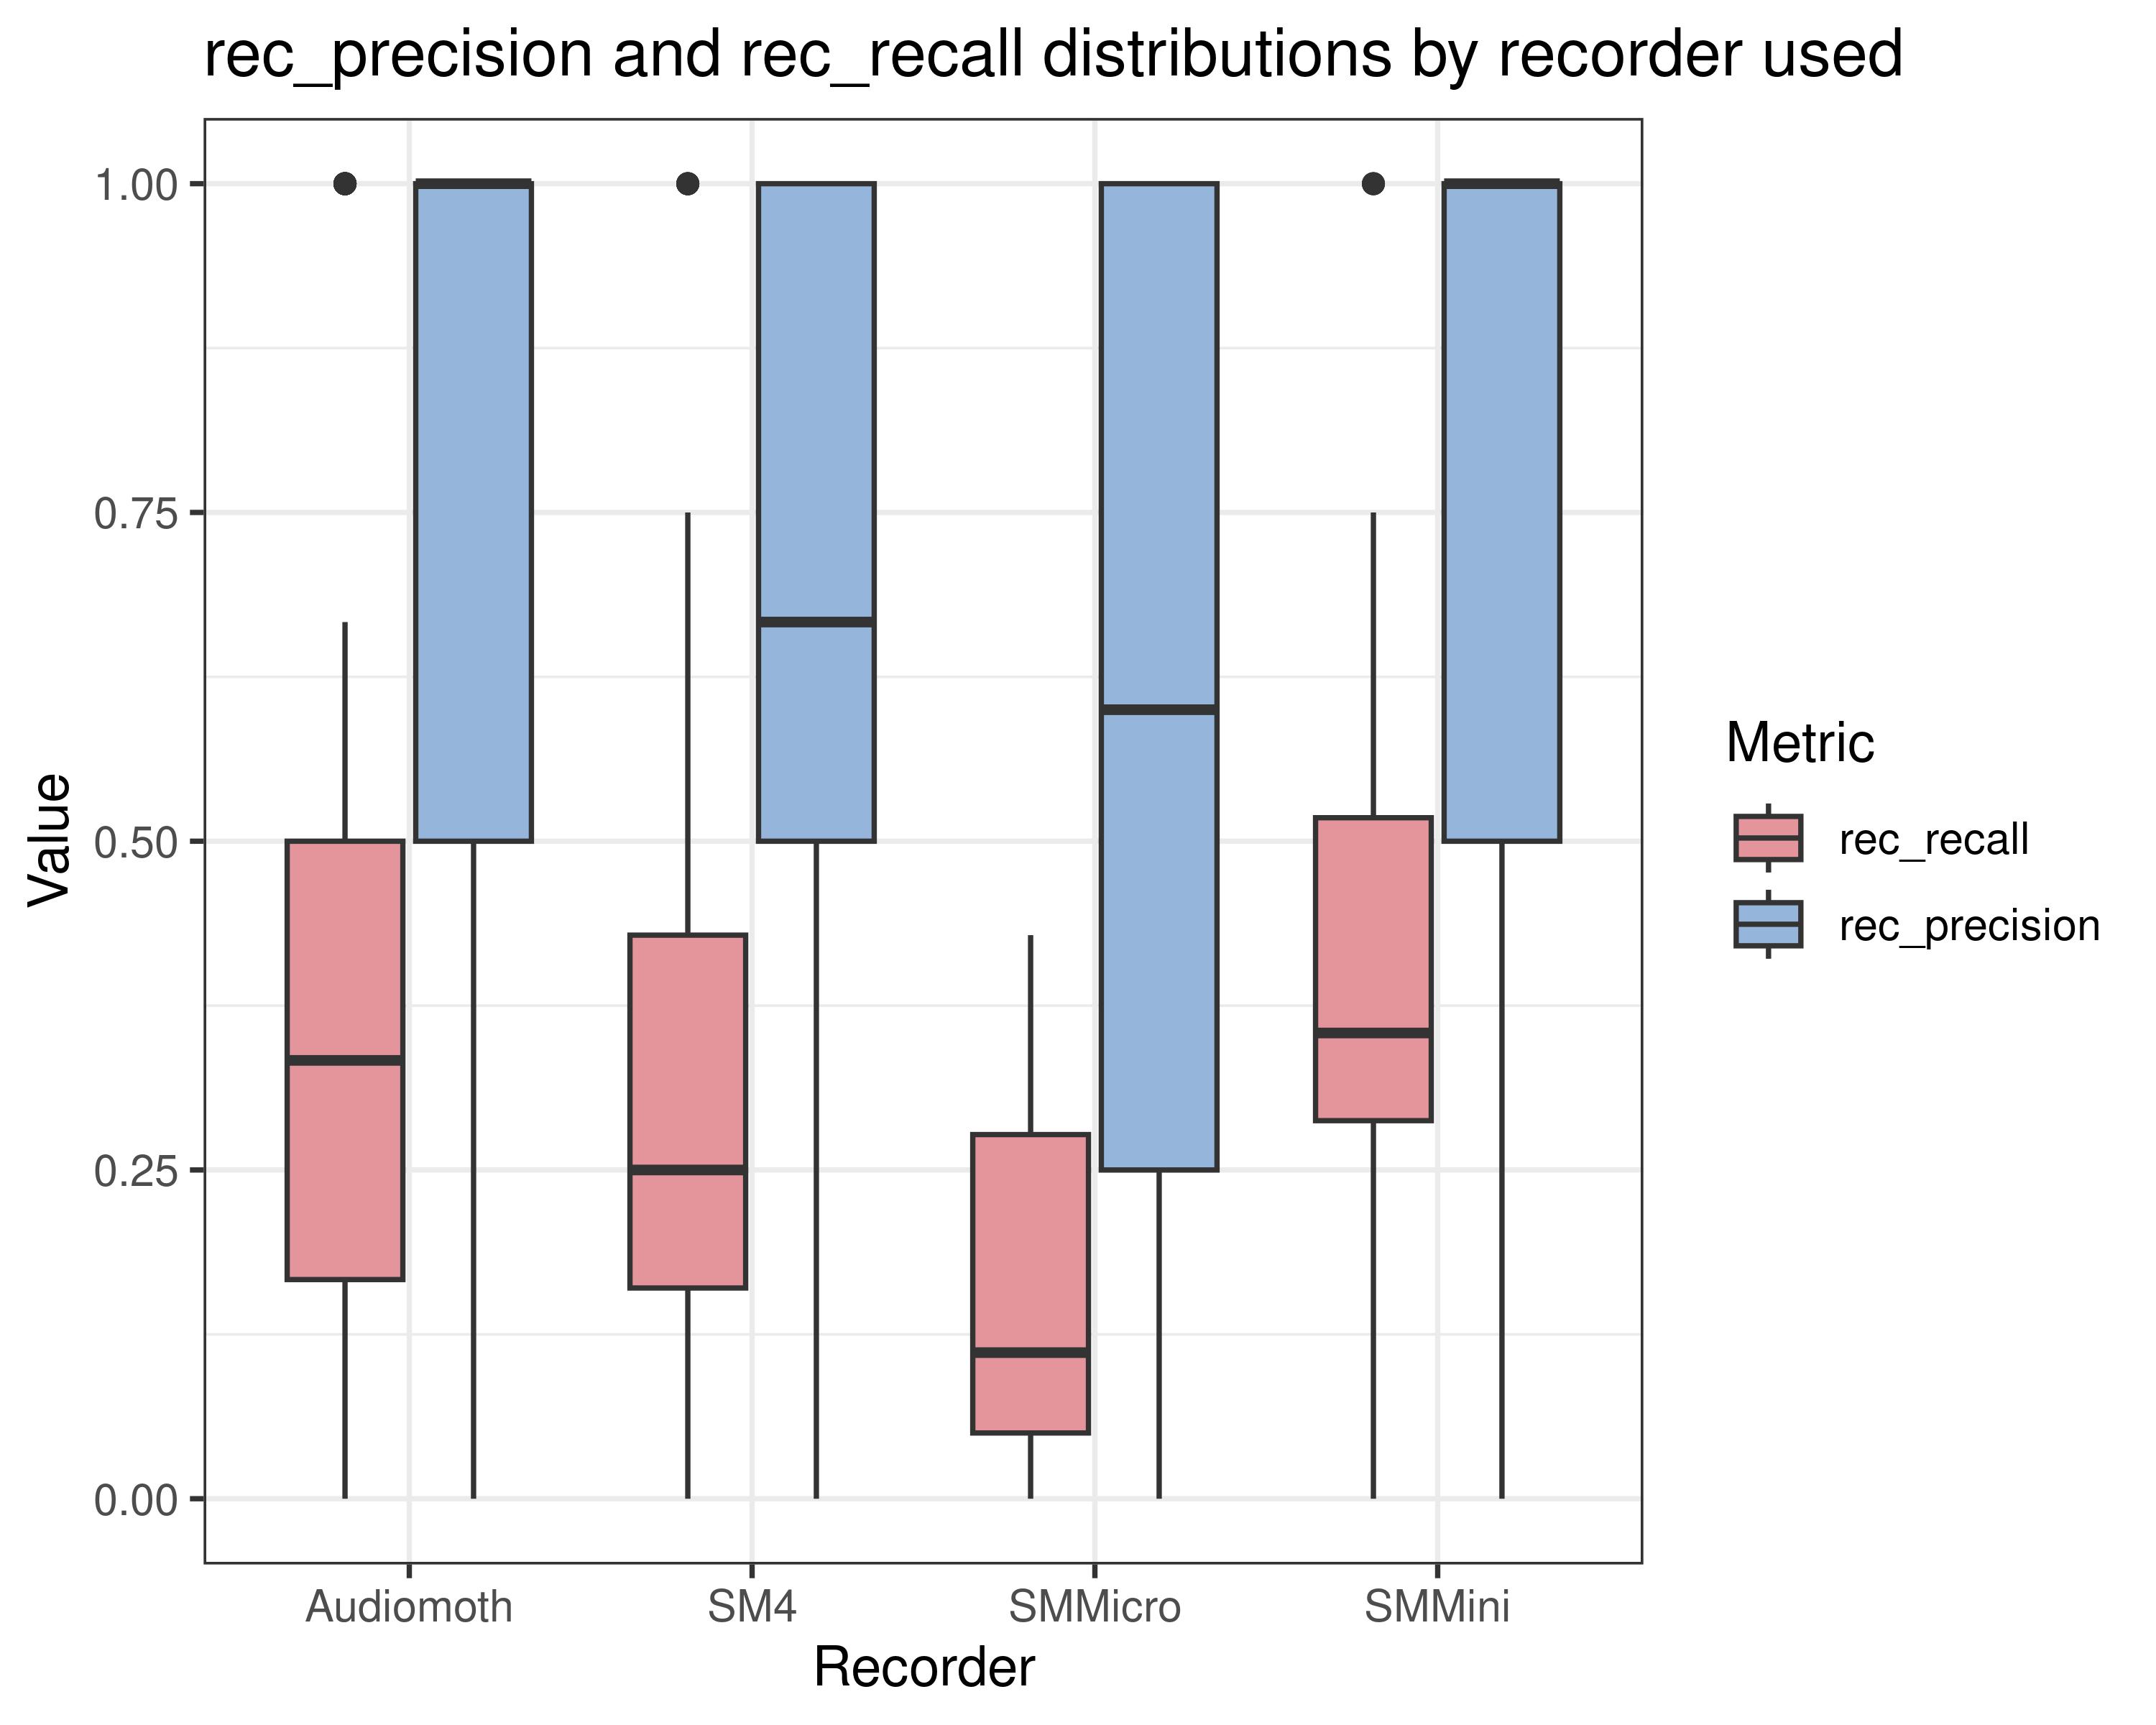 rec_precision and rec_recall distributions by recorder used
1.00
0.75
0.50
0.25
0.00
Value
Audiomoth SM4 SMMicro SMMini
Recorder
Metric
rec_recall
rec_precision